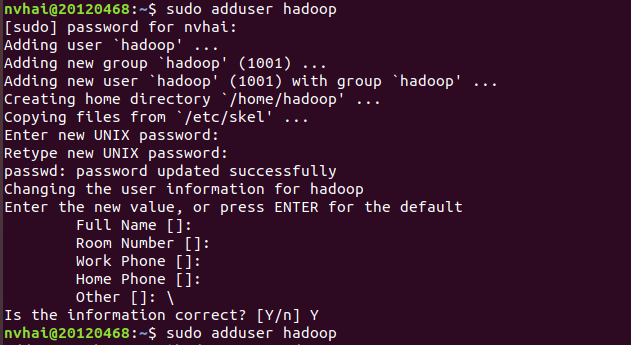 nvhai@20120468:~$ sudo adduser hadoop
[sudo] password for nvhai:
Adding user `hadoop' ...
Adding new group `hadoop' (1001) ...
Adding new user `hadoop' (1001) with group `hadoop' ...
Creating home directory `/home/hadoop' ...
Copying files from `/etc/skel' ...
Enter new UNIX password:
Retype new UNIX password:
passwd: password updated successfully
Changing the user information for hadoop
Enter the new value, or press ENTER for the default
Full Name []:
Room Number []:
Work Phone []:
Home Phone []:
Other []: \
Is the information correct? [Y/n] Y
nvhai@20120468:~$ sudo adduser hadoop